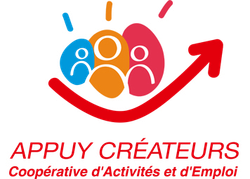 APPUY CRÉATEURS
Coopérative d'Activités et d'Emploi